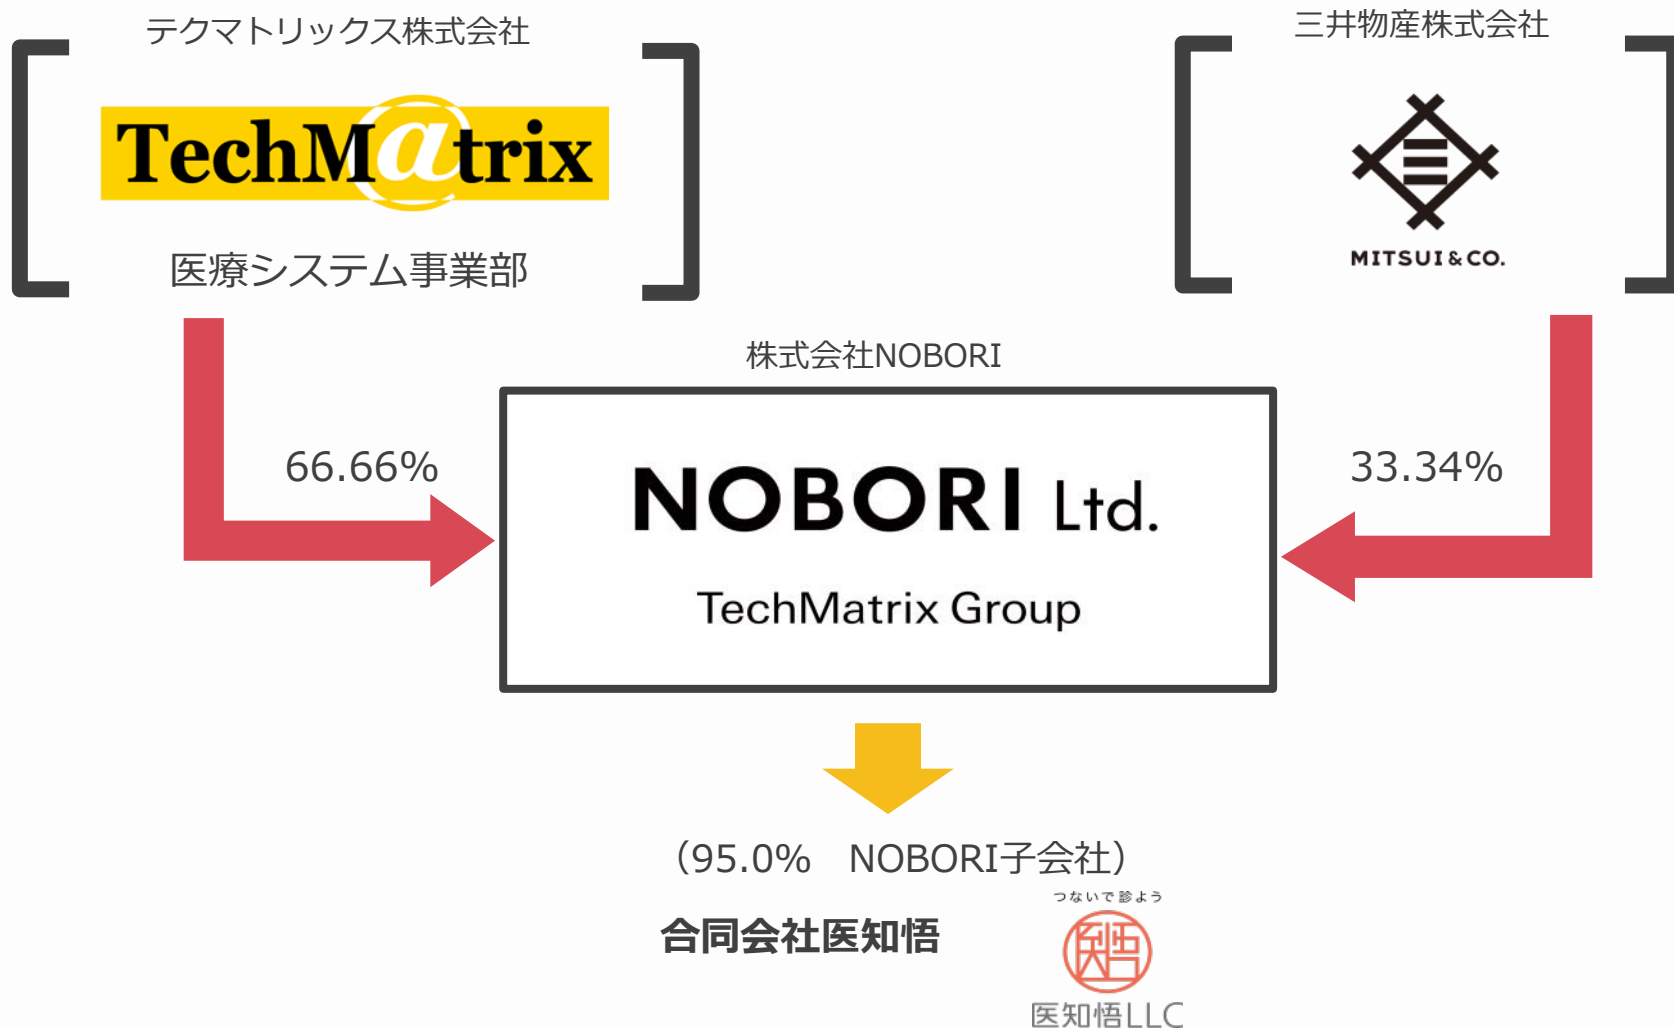 テクマトリックス株式会社
三井物産株式会社
TechM@trix
医療システム事業部
MITSUI&CO.
株式会社NOBORI
66.66%
33.34%
NOBORI Ltd.
TechMatrix Group
（95.0%　NOBORI子会社）
つないで診よう
合同会社医知悟
医知悟LLC